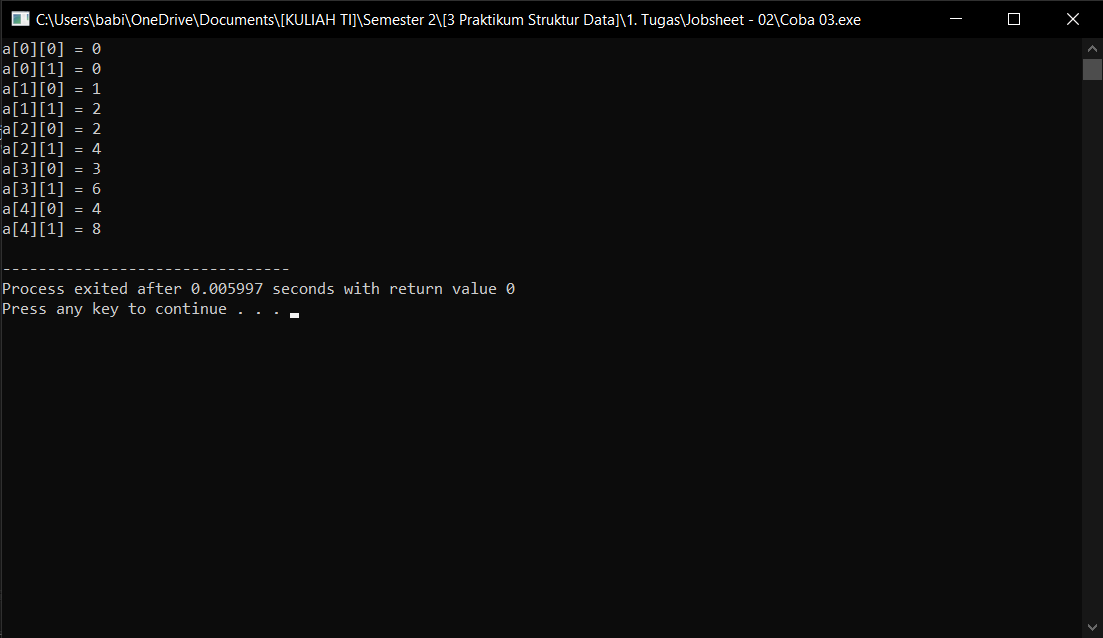 C:\Users\babi\OneDrive\Documents\[KULIAH TI]\Semester 2\[3 Praktikum Struktur Data]\1. Tugas\Jobsheet - 02\Coba 03.exe
a[0][0] = 0
a[0][1] = 0
a[1][0] = 1
a[1][1] = 2
a[2][0] = 2
a[2][1] = 4
a[3][0] = 3
a[3][1] = 6
a[4][0] = 4
a[4][1] = 8
--------------------------------
Process exited after 0.005997 seconds with return value 0
Press any key to continue . . .